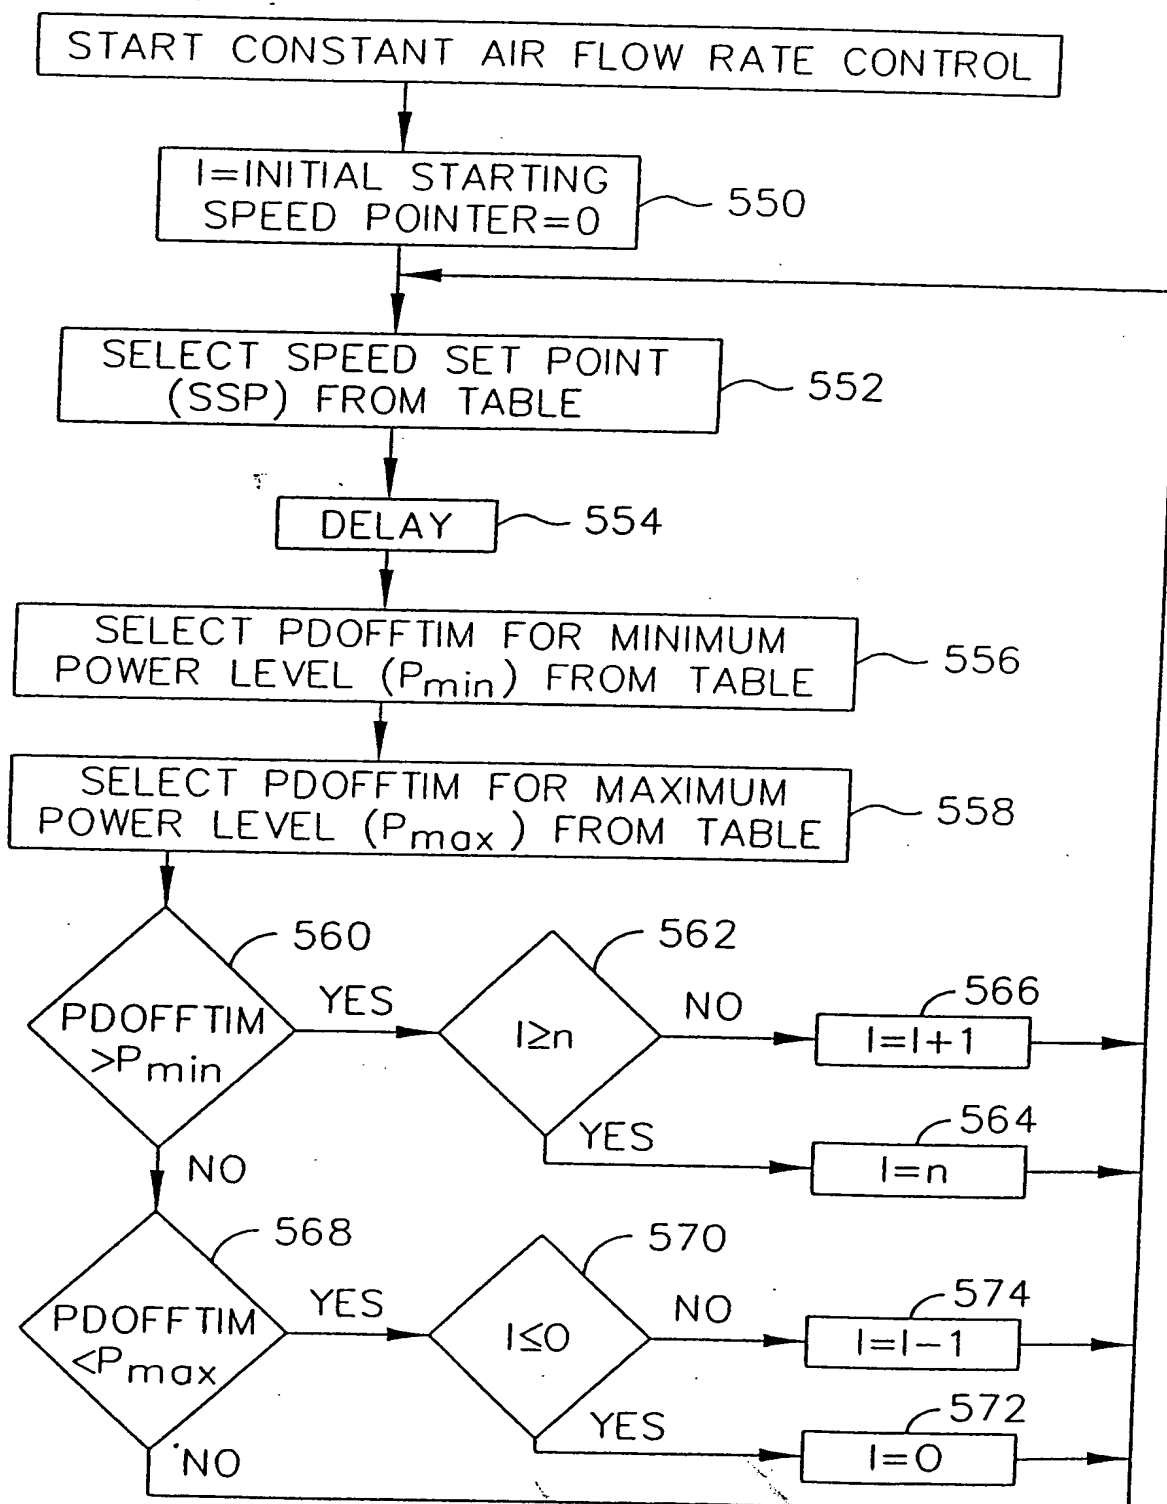 START CONSTANT AIR FLOW RATE CONTROL
I=INITIAL STARTING
SPEED POINTER=0
550
SELECT SPEED SET POINT
(SSP) FROM TABLE
552
DELAY
554
SELECT PDOFFTIM FOR MINIMUM
POWER LEVEL (Pmin) FROM TABLE
556
SELECT PDOFFTIM FOR MAXIMUM
POWER LEVEL (Pmax) FROM TABLE
558
560
PDOFFTIM
>Pmin
YES
562
I≥n
NO
566
I=I+1
YES
564
I=n
NO
568
PDOFFTIM
<Pmax
YES
570
I≤0
NO
574
I=I-1
YES
572
I=0
NO